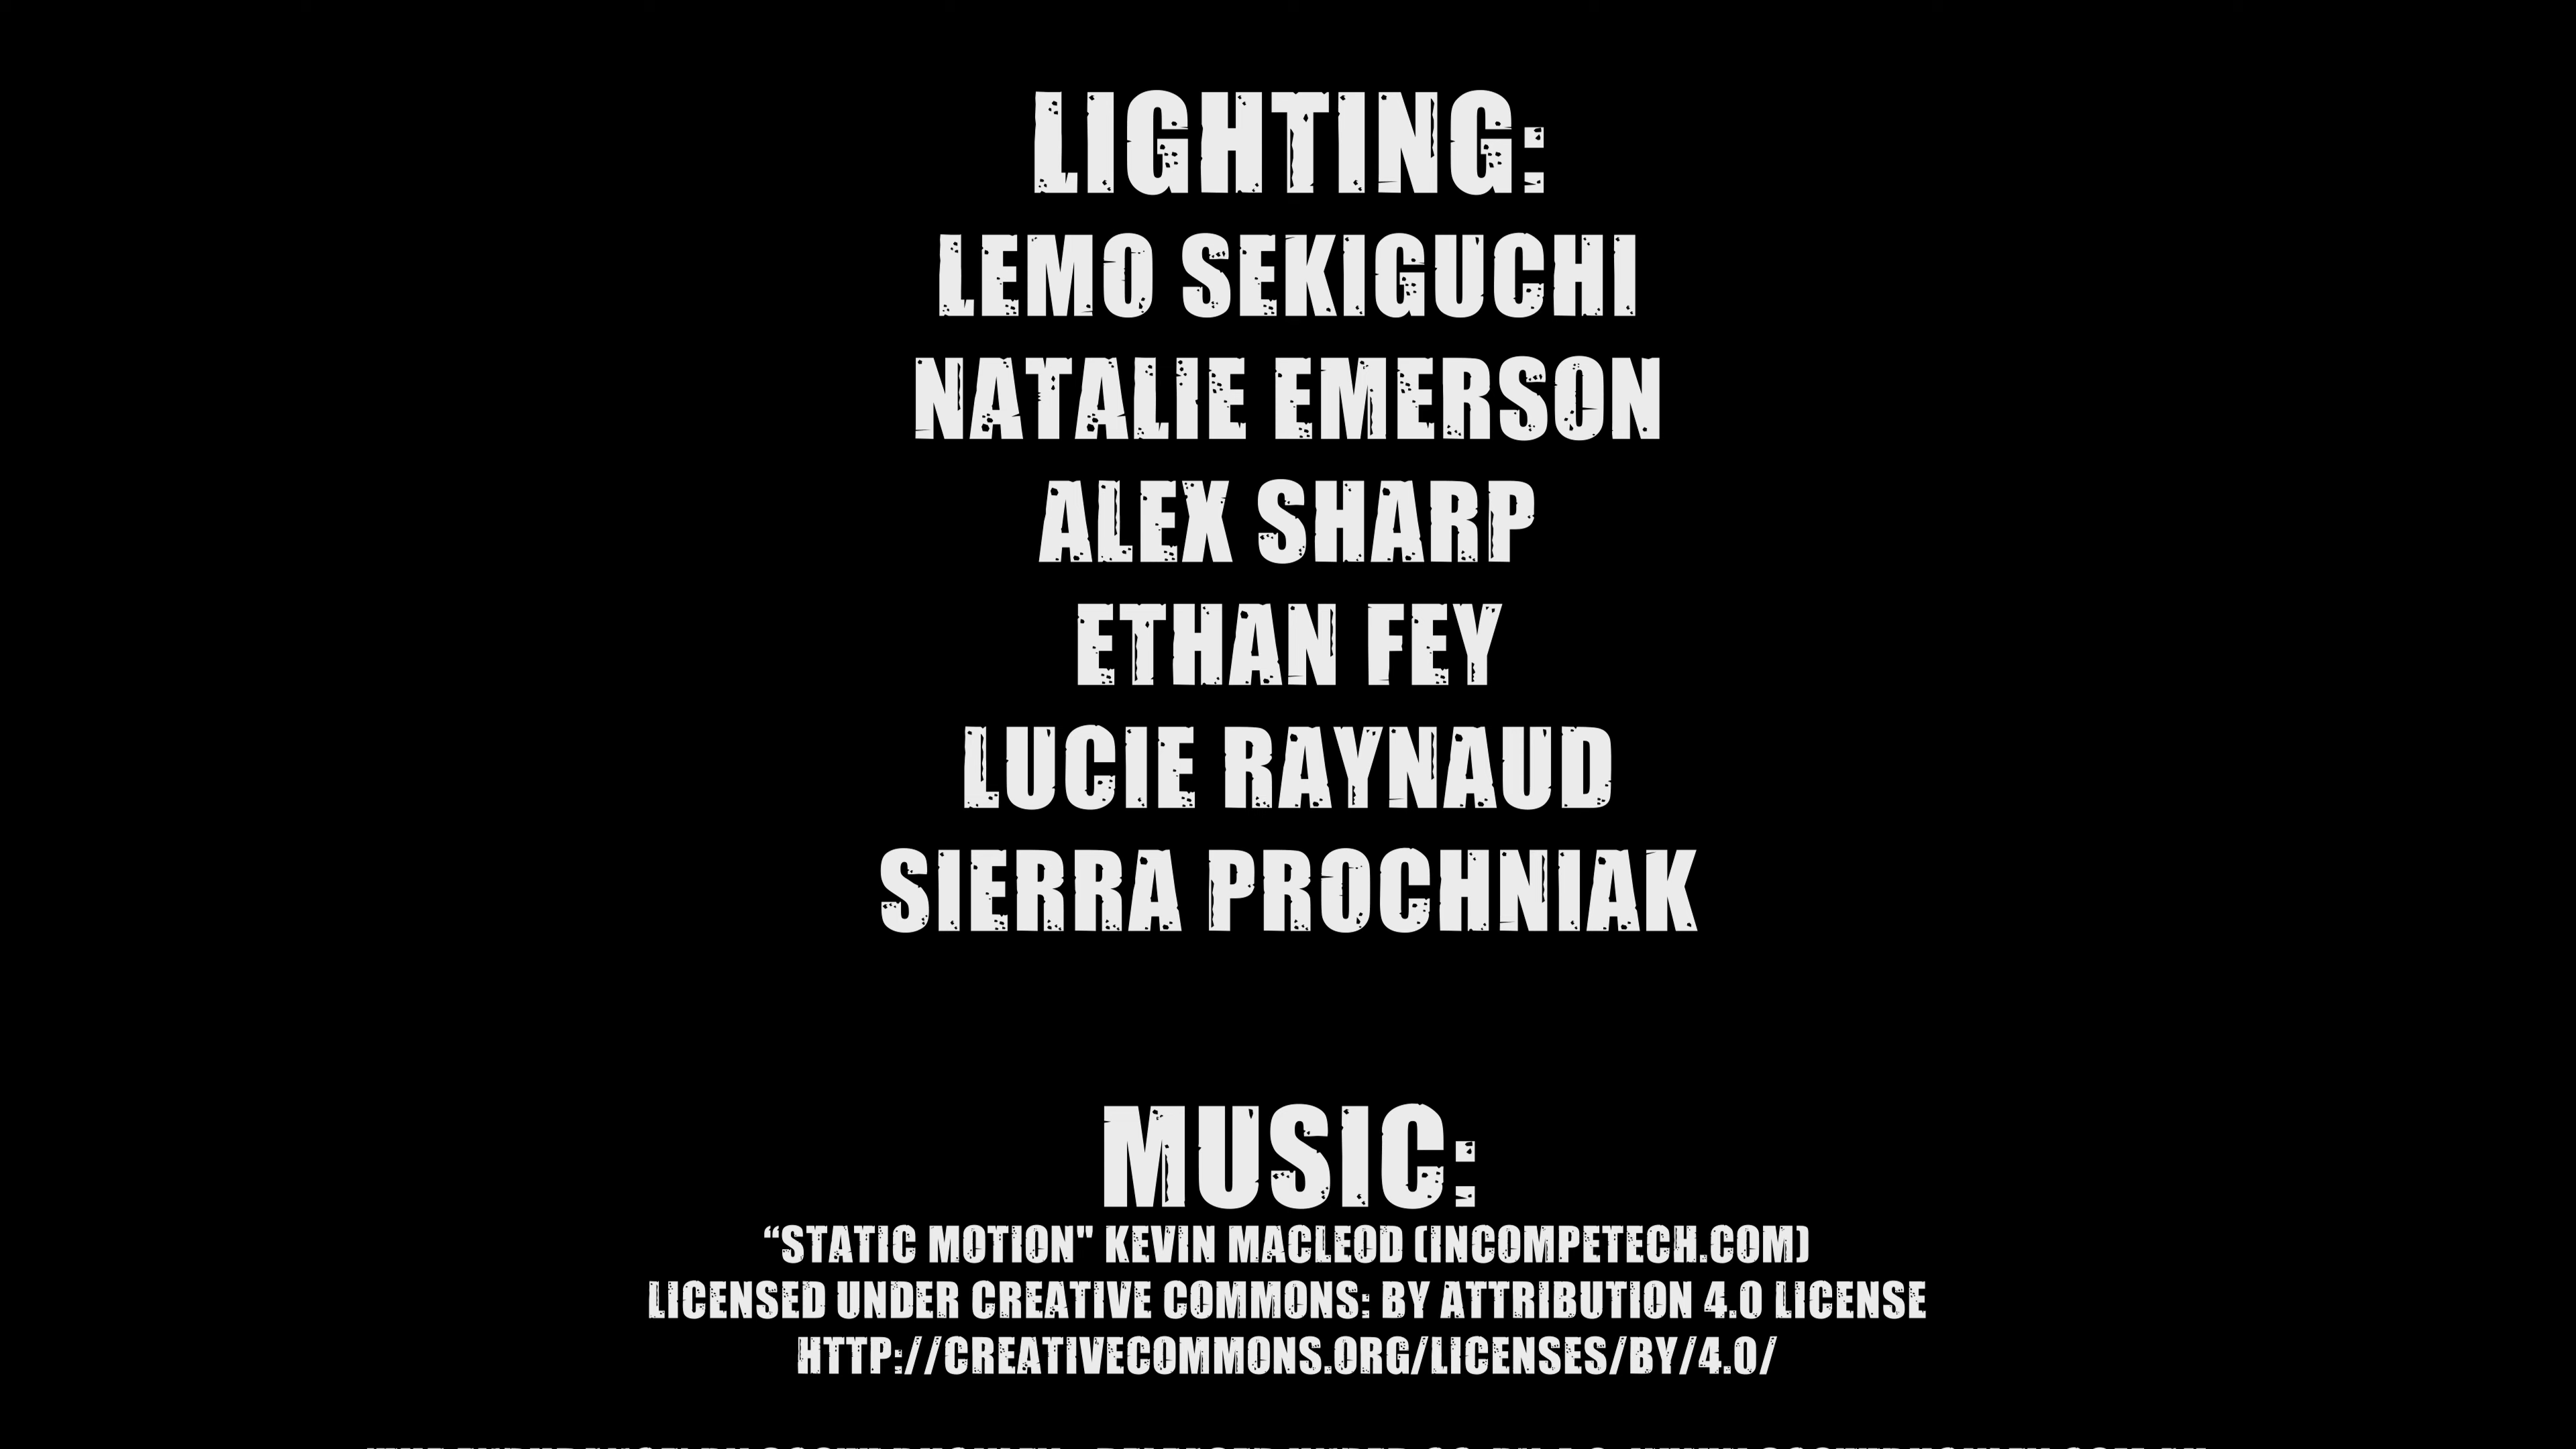 LIGHTING:
LEMO SEKIGUCHI
NATALIE EMERSON
ALEX SHARP
ETHAN FEY
LUCIE RAYNAUD
SIERRA PROCHNIAK
MUSIC:
“STATIC MOTION" KEVIN MACLEOD (INCOMPETECH.COM)
LICENSED UNDER CREATIVE COMMONS: BY ATTRIBUTION 4.0 LICENSE
HTTP://CREATIVECOMMONS.ORG/LICENSES/BY/4.0/